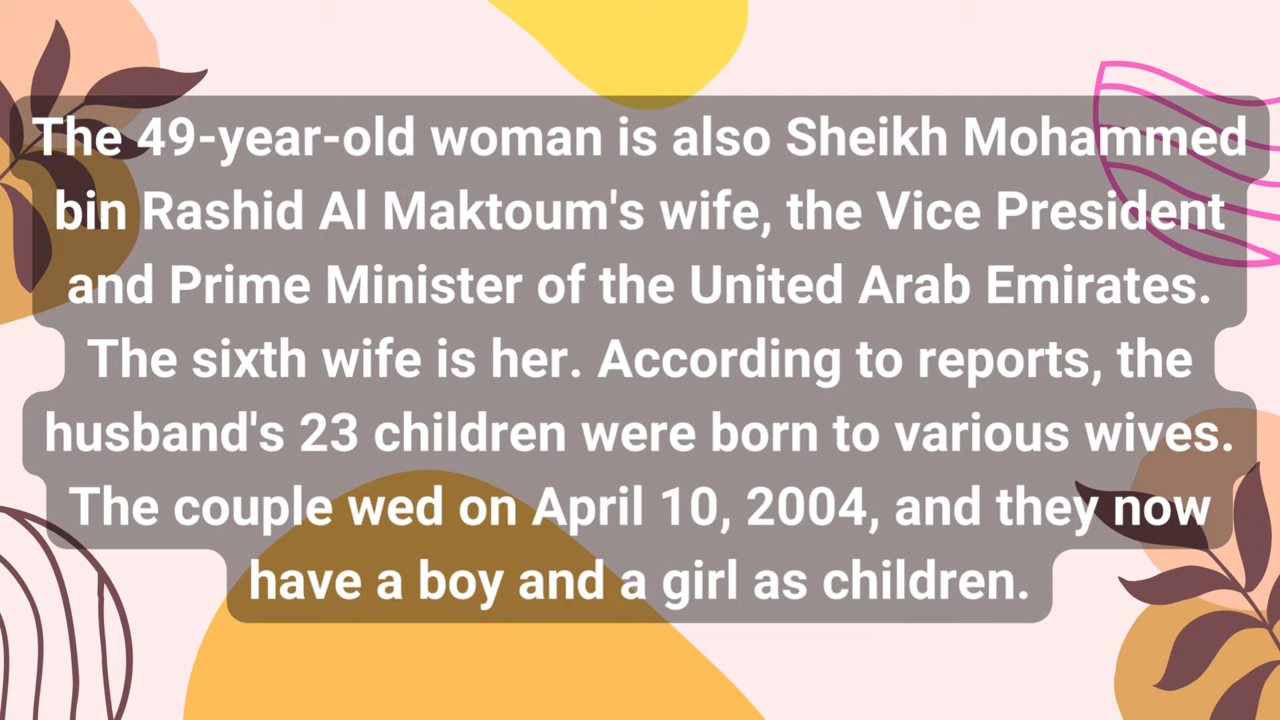 The 49-year-old woman is also Sheikh Mohammed
bin Rashid Al Maktoum's wife, the Vice President
and Prime Minister of the United Arab Emirates.
The sixth wife is her. According to reports, the
husband's 23 children were born to various wives.
The couple wed on April 10, 2004, and they now
have a boy and a girl as children.